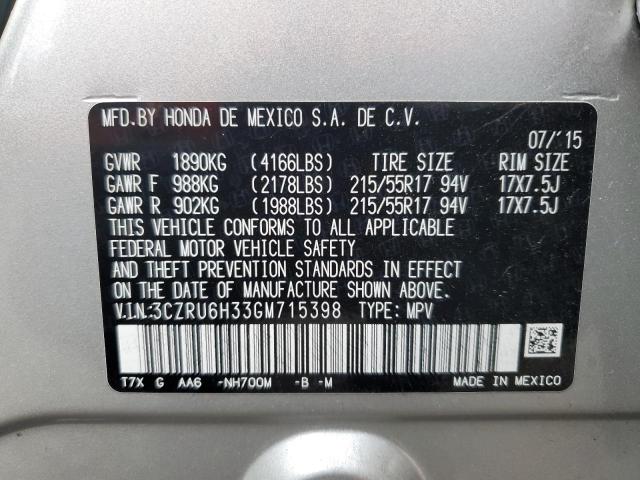 MFD.BY HONDA DE MEXICO S.A. DE C.V.
07/'15
GVWR 1890KG (4166LBS) TIRE SIZE RIM SIZE
GAWR F 988KG (2178LBS) 215/55R17 94V 17X7.5J
GAWR R 902KG (1988LBS) 215/55R17 94V 17X7.5J
THIS VEHICLE CONFORMS TO ALL APPLICABLE
FEDERAL MOTOR VEHICLE SAFETY
AND THEFT PREVENTION STANDARDS IN EFFECT
ON THE DATE OF MANUFACTURE SHOWN ABOVE.
V.I.N:3CZRU6H33GM715398 TYPE: MPV
T7X G AA6 -NH700M -B -M MADE IN MEXICO